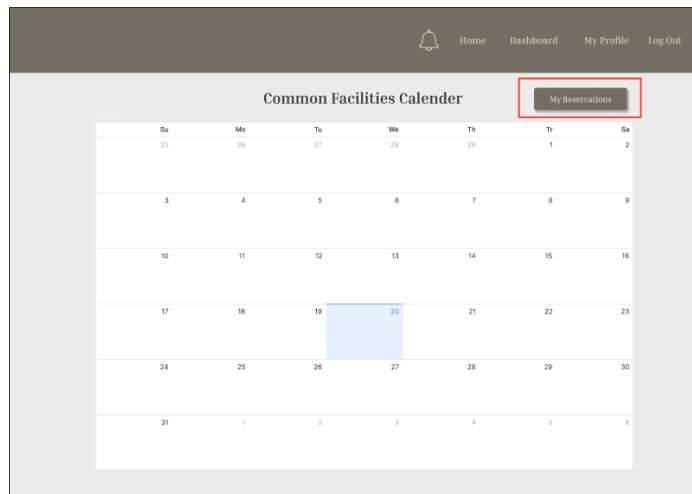 Home Dashboard My Profile Log Out
Common Facilities Calender My Reservations
Su Mo Tu We Th Tr Sa
25 26 27 28 29 1 2
3 4 5 6 7 8 9
10 11 12 13 14 15 16
17 18 19 20 21 22 23
24 25 26 27 28 29 30
31 1 2 3 4 5 6